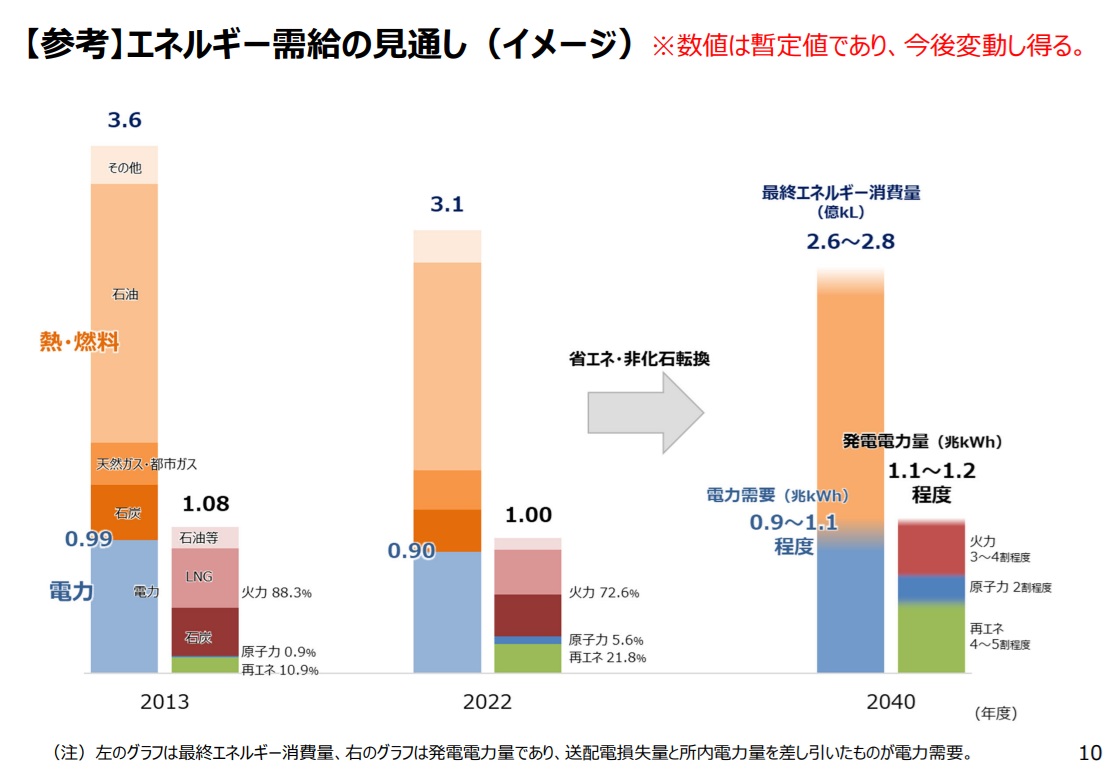 【参考】エネルギー需給の見通し（イメージ）※数値は暫定値であり、今後変動し得る。
3.6
その他
石油
熱・燃料
天然ガス・都市ガス
石炭
0.99
電力
電力
1.08
石油等
LNG
石炭
火力 88.3%
原子力 0.9%
再エネ 10.9%
2013
3.1
0.90
1.00
火力 72.6%
原子力 5.6%
再エネ 21.8%
2022
省エネ・非化石転換
最終エネルギー消費量
（億kL）
2.6～2.8
電力需要（兆kWh）
0.9～1.1
程度
発電電力量（兆kWh）
1.1～1.2
程度
火力
3～4割程度
原子力 2割程度
再エネ
4～5割程度
2040
（年度）
（注）左のグラフは最終エネルギー消費量、右のグラフは発電電力量であり、送配電損失量と所内電力量を差し引いたものが電力需要。
10